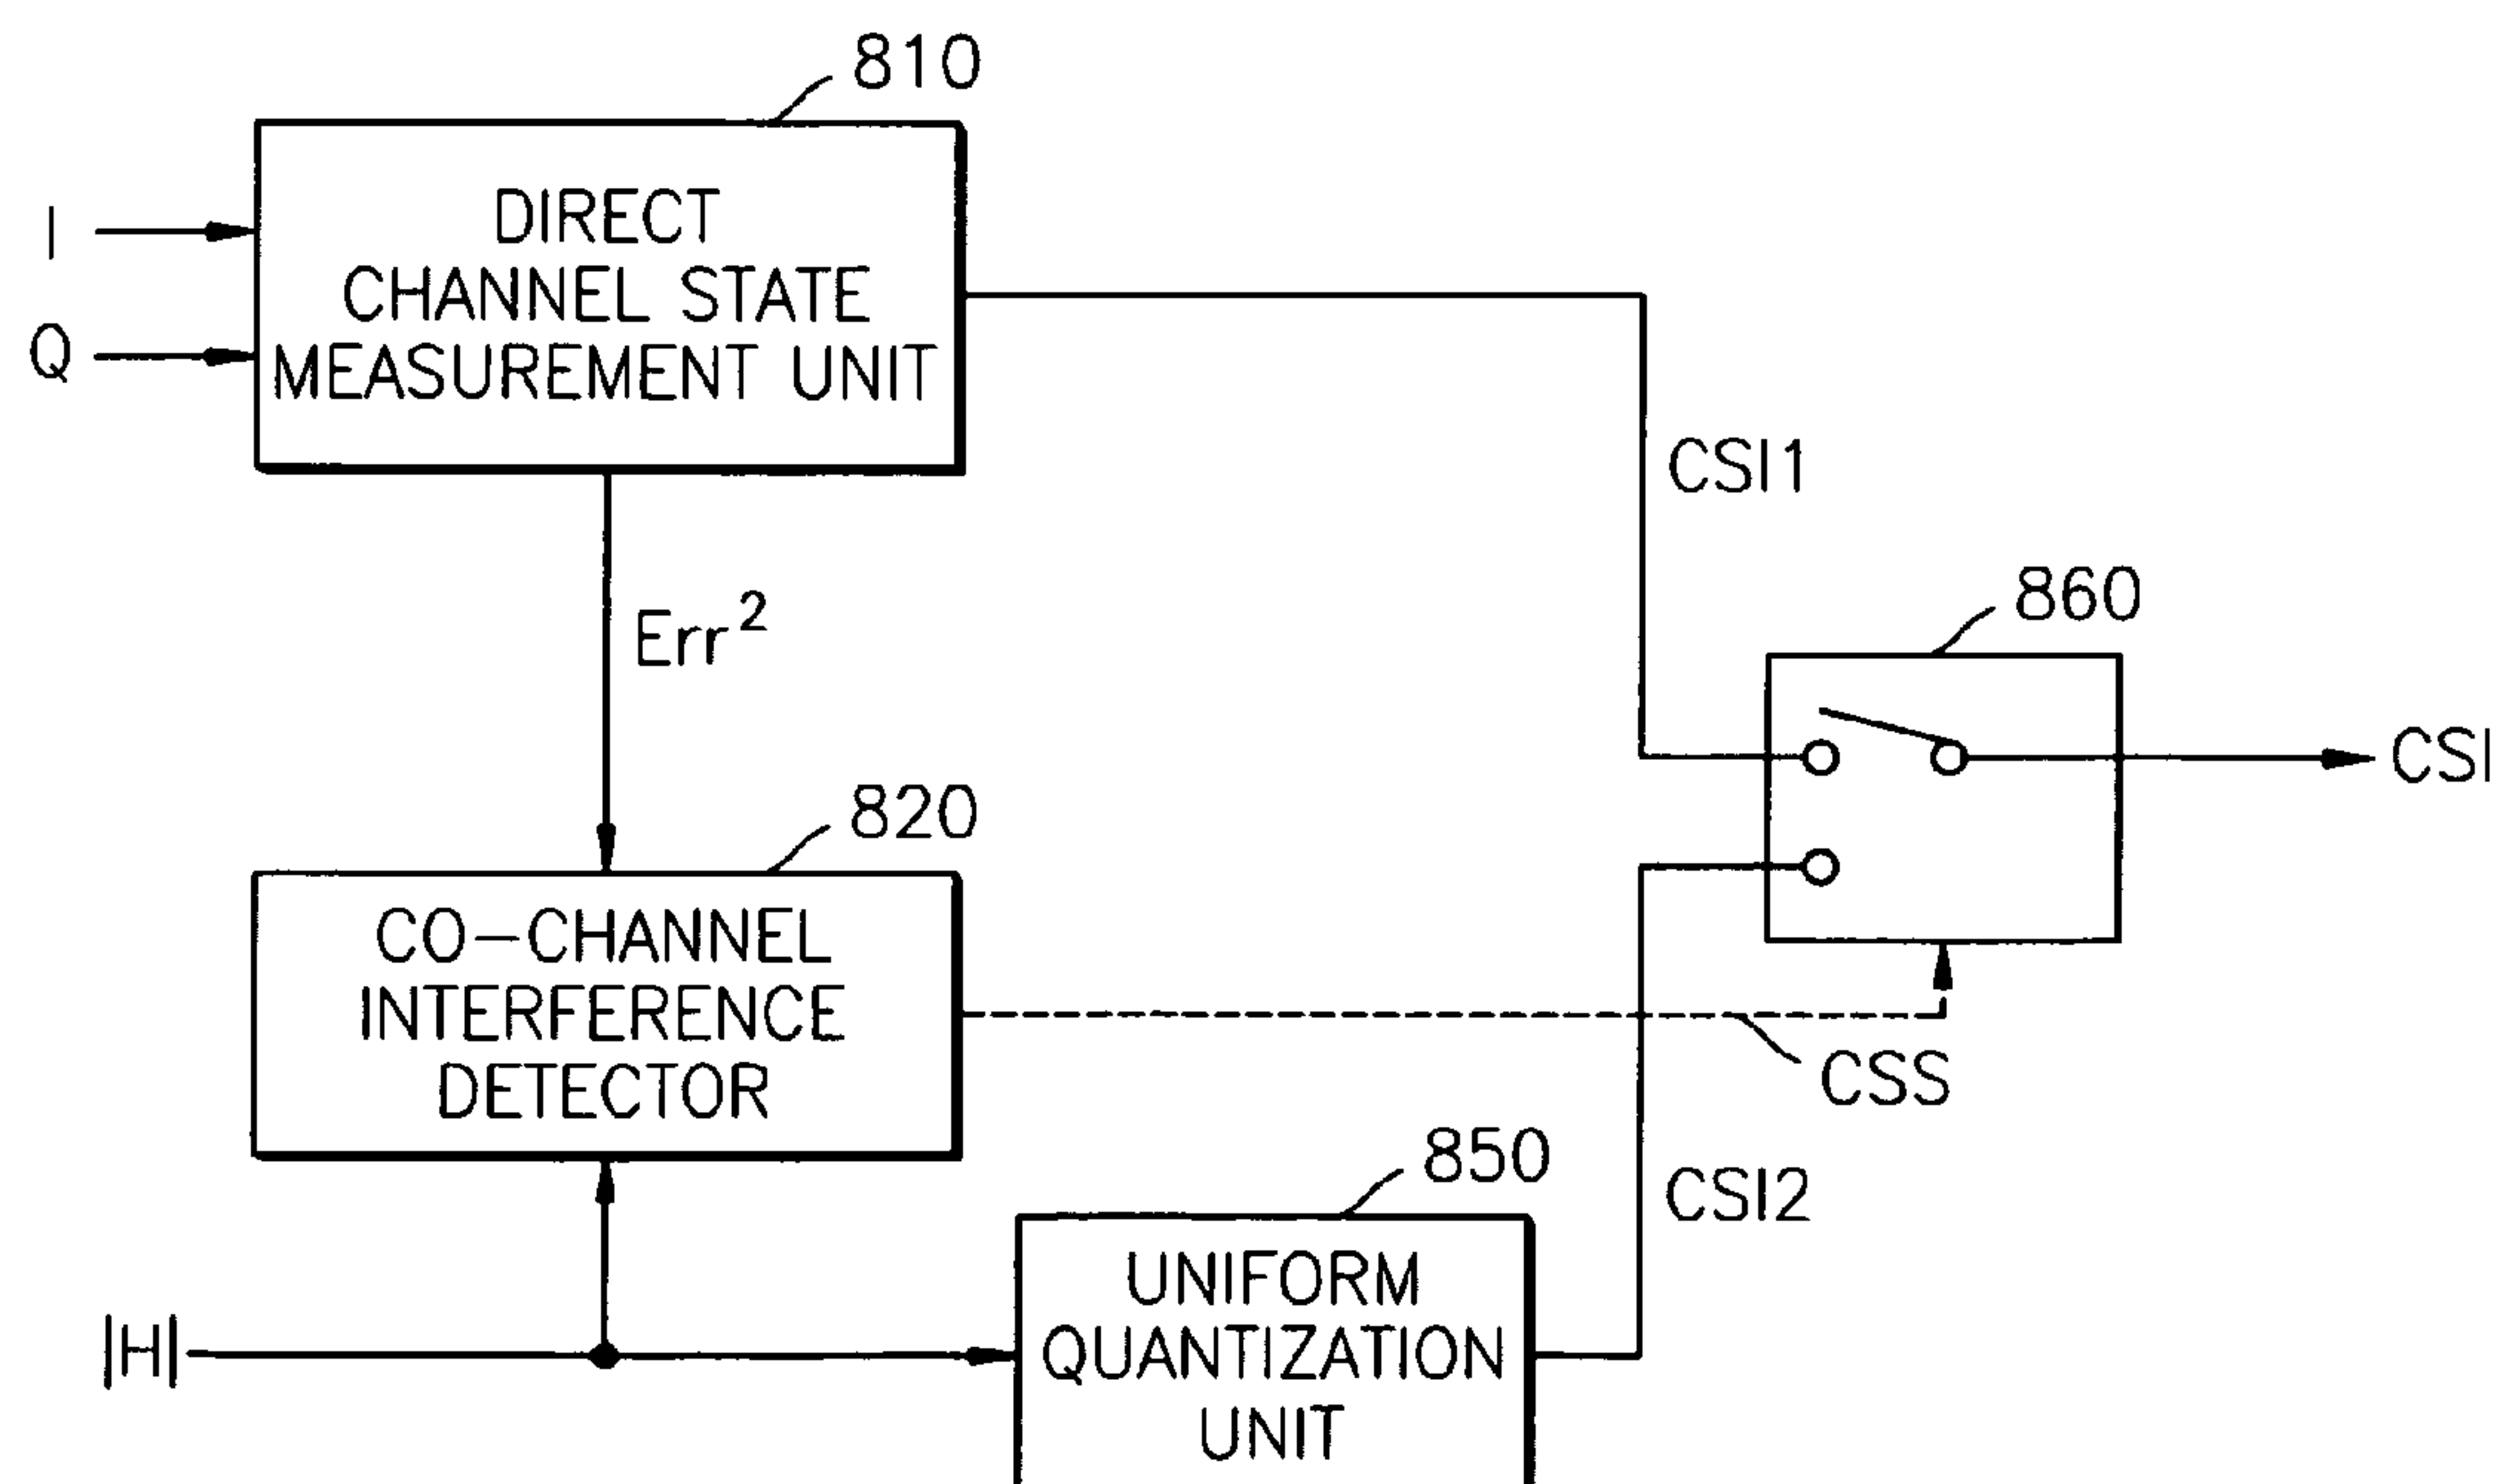 810
I
Q
DIRECT
CHANNEL STATE
MEASUREMENT UNIT
CSI1
Err²
860
CSI
820
CO-CHANNEL
INTERFERENCE
DETECTOR
CSS
850
CSI2
|H|
UNIFORM
QUANTIZATION
UNIT